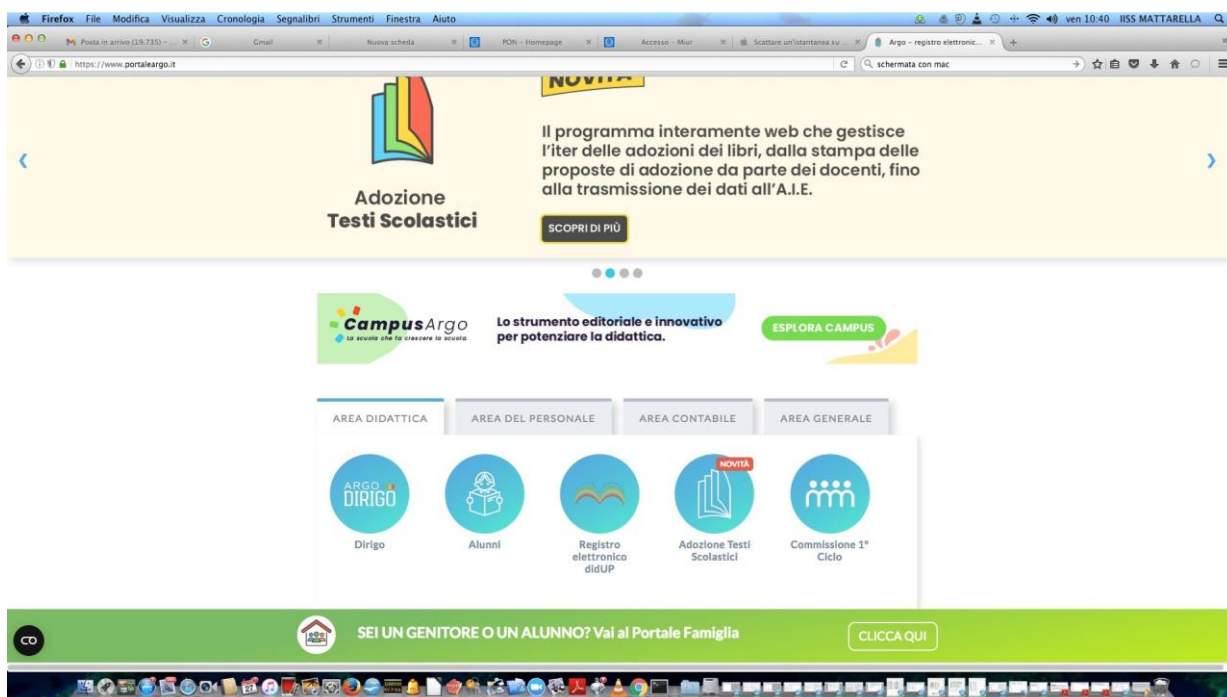 Firefox File Modifica Visualizza Cronologia Segnalibri Strumenti Finestra Aiuto
ven 10:40 IISS MATTARELLA
Posta in arrivo (19.735) – ...
Gmail
Nuova scheda
PON – Homepage
Accesso – Miur
Scattare un'istantanea su ...
Argo – registro elettronic...
https://www.portaleargo.it
schermata con mac
NOVITÀ
Il programma interamente web che gestisce
l'iter delle adozioni dei libri, dalla stampa delle
proposte di adozione da parte dei docenti, fino
alla trasmissione dei dati all'A.I.E.
Adozione
Testi Scolastici
SCOPRI DI PIÙ
CampusArgo
La scuola che fa crescere la scuola.
Lo strumento editoriale e innovativo
per potenziare la didattica.
ESPLORA CAMPUS
AREA DIDATTICA
AREA DEL PERSONALE
AREA CONTABILE
AREA GENERALE
ARGO
DIRIGO
NOVITÀ
Dirigo
Alunni
Registro
elettronico
didUP
Adozione Testi
Scolastici
Commissione 1°
Ciclo
SEI UN GENITORE O UN ALUNNO? Vai al Portale Famiglia
CLICCA QUI